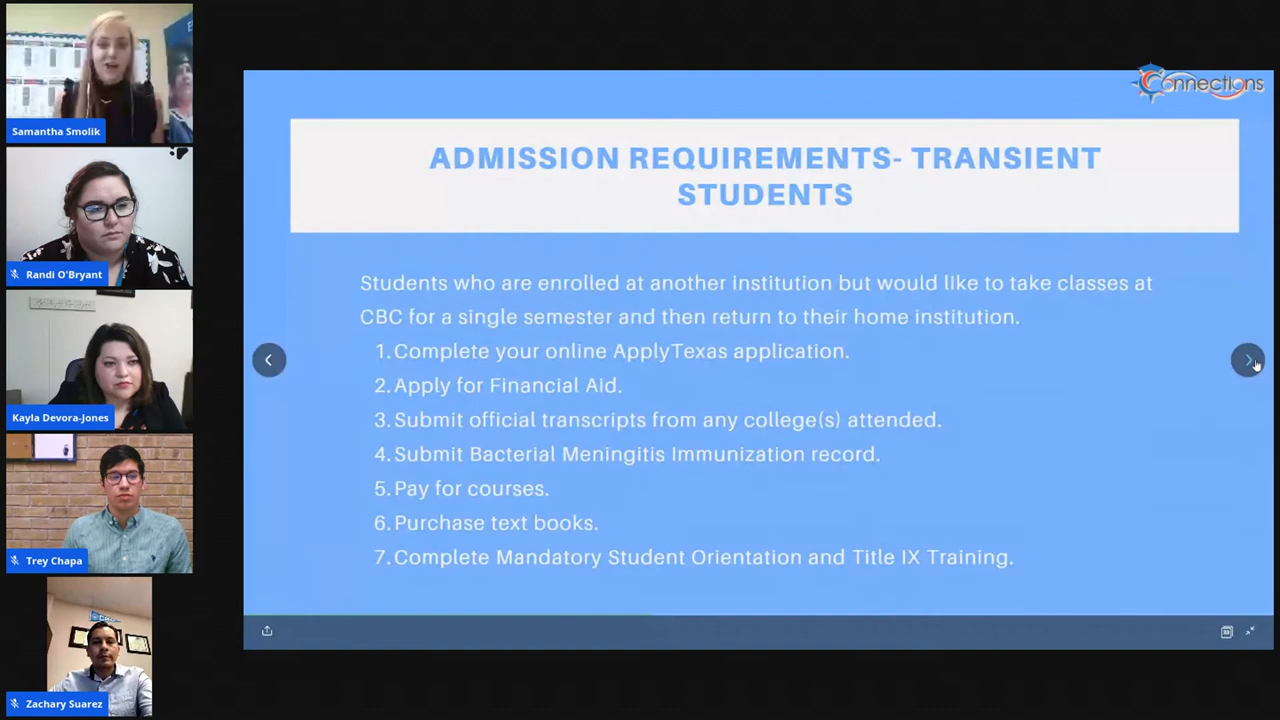 Connections
ADMISSION REQUIREMENTS- TRANSIENT
STUDENTS
Students who are enrolled at another institution but would like to take classes at
CBC for a single semester and then return to their home institution.
1. Complete your online ApplyTexas application.
2. Apply for Financial Aid.
3. Submit official transcripts from any college(s) attended.
4. Submit Bacterial Meningitis Immunization record.
5. Pay for courses.
6. Purchase text books.
7. Complete Mandatory Student Orientation and Title IX Training.
Samantha Smolik
Randi O'Bryant
Kayla Devora-Jones
Trey Chapa
Zachary Suarez